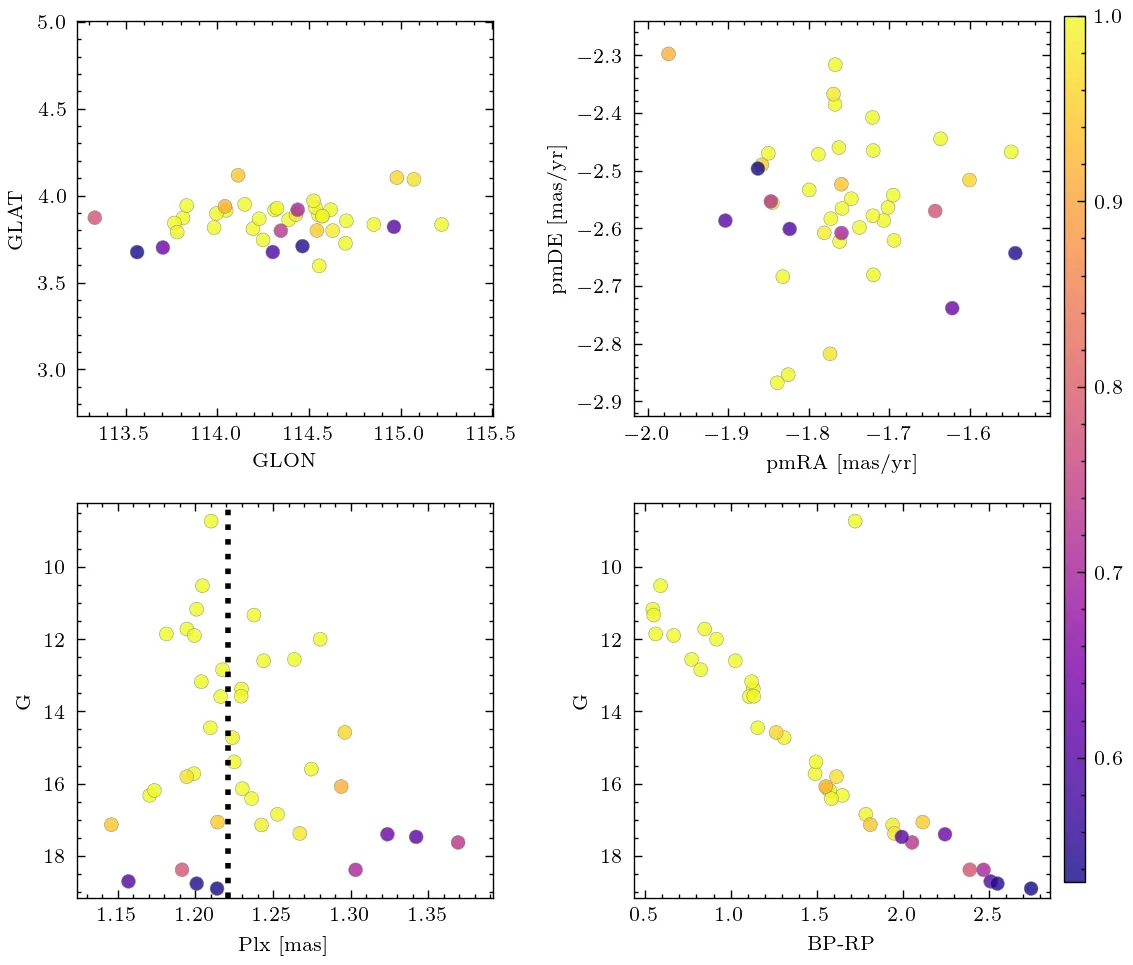 5.0
4.5
4.0
3.5
3.0
GLAT
113.5 114.0 114.5 115.0 115.5
GLON
−2.3
−2.4
−2.5
−2.6
−2.7
−2.8
−2.9
pmDE [mas/yr]
−2.0 −1.9 −1.8 −1.7 −1.6
pmRA [mas/yr]
10
12
14
16
18
G
1.15 1.20 1.25 1.30 1.35
Plx [mas]
10
12
14
16
18
G
0.5 1.0 1.5 2.0 2.5
BP-RP
1.0
0.9
0.8
0.7
0.6